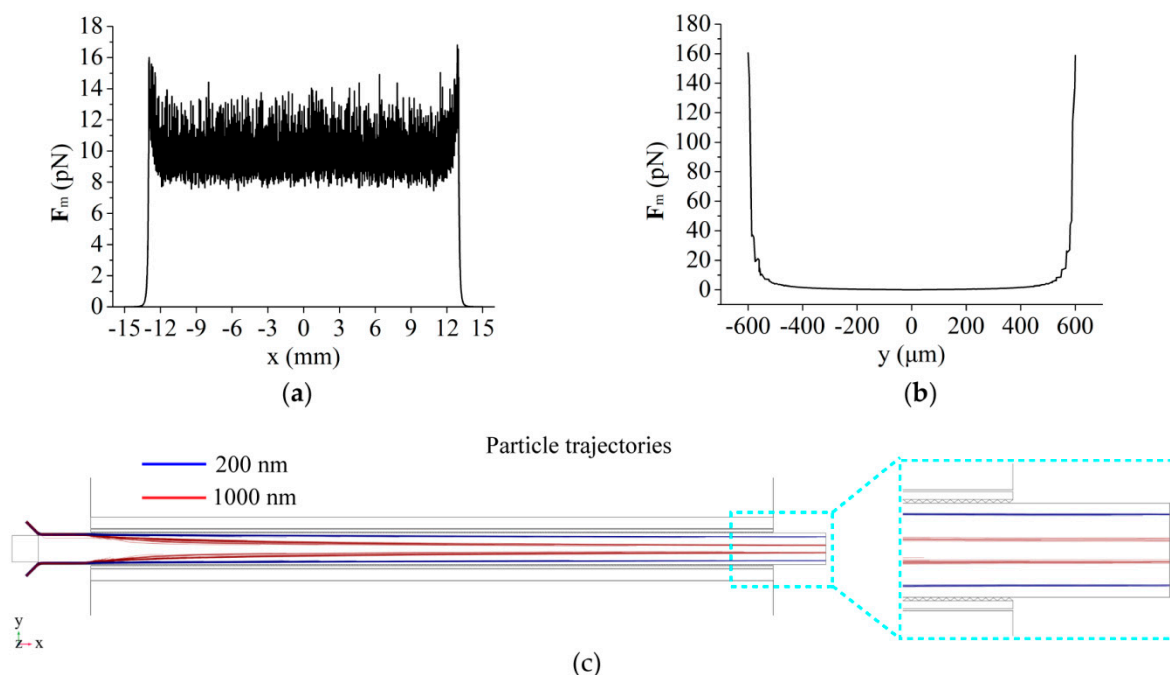 18
16
14
12
10
8
6
4
2
0
F_m (pN)
-15 -12 -9 -6 -3 0 3 6 9 12 15
x (mm)
(a)
180
160
140
120
100
80
60
40
20
0
F_m (pN)
-600 -400 -200 0 200 400 600
y (μm)
(b)
Particle trajectories
200 nm
1000 nm
y
z x
(c)